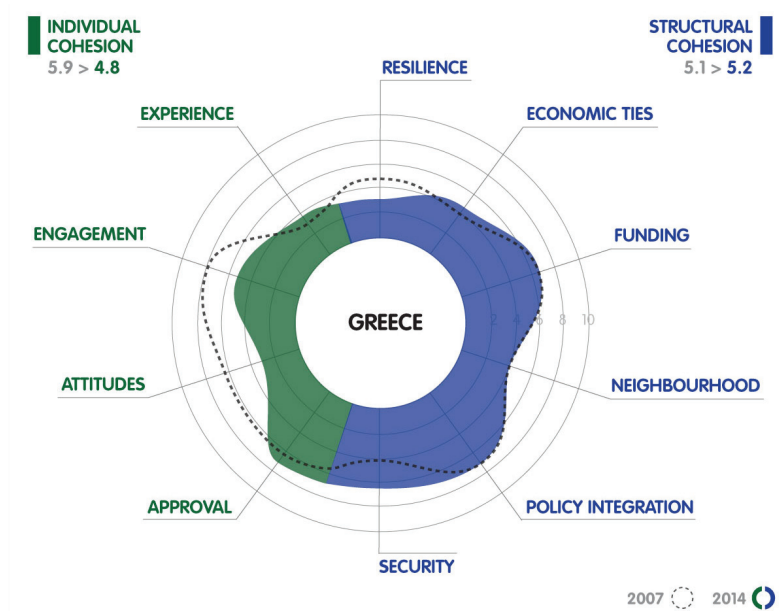 INDIVIDUAL
COHESION
5.9 > 4.8
STRUCTURAL
COHESION
5.1 > 5.2
RESILIENCE
EXPERIENCE
ECONOMIC TIES
ENGAGEMENT
FUNDING
GREECE
2 4 6 8 10
ATTITUDES
NEIGHBOURHOOD
APPROVAL
POLICY INTEGRATION
SECURITY
2007 2014